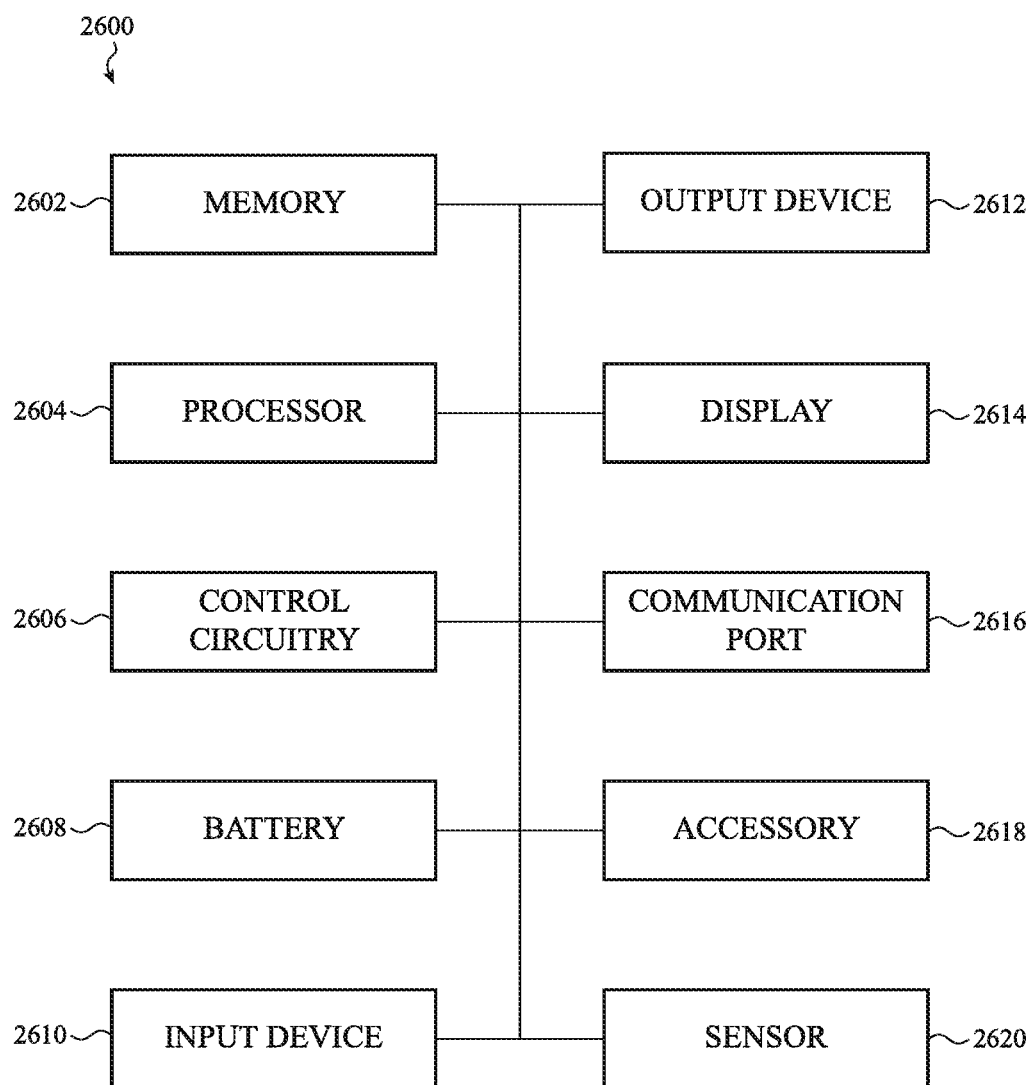 2600
2602
MEMORY
OUTPUT DEVICE
2612
2604
PROCESSOR
DISPLAY
2614
2606
CONTROL
CIRCUITRY
COMMUNICATION
PORT
2616
2608
BATTERY
ACCESSORY
2618
2610
INPUT DEVICE
SENSOR
2620